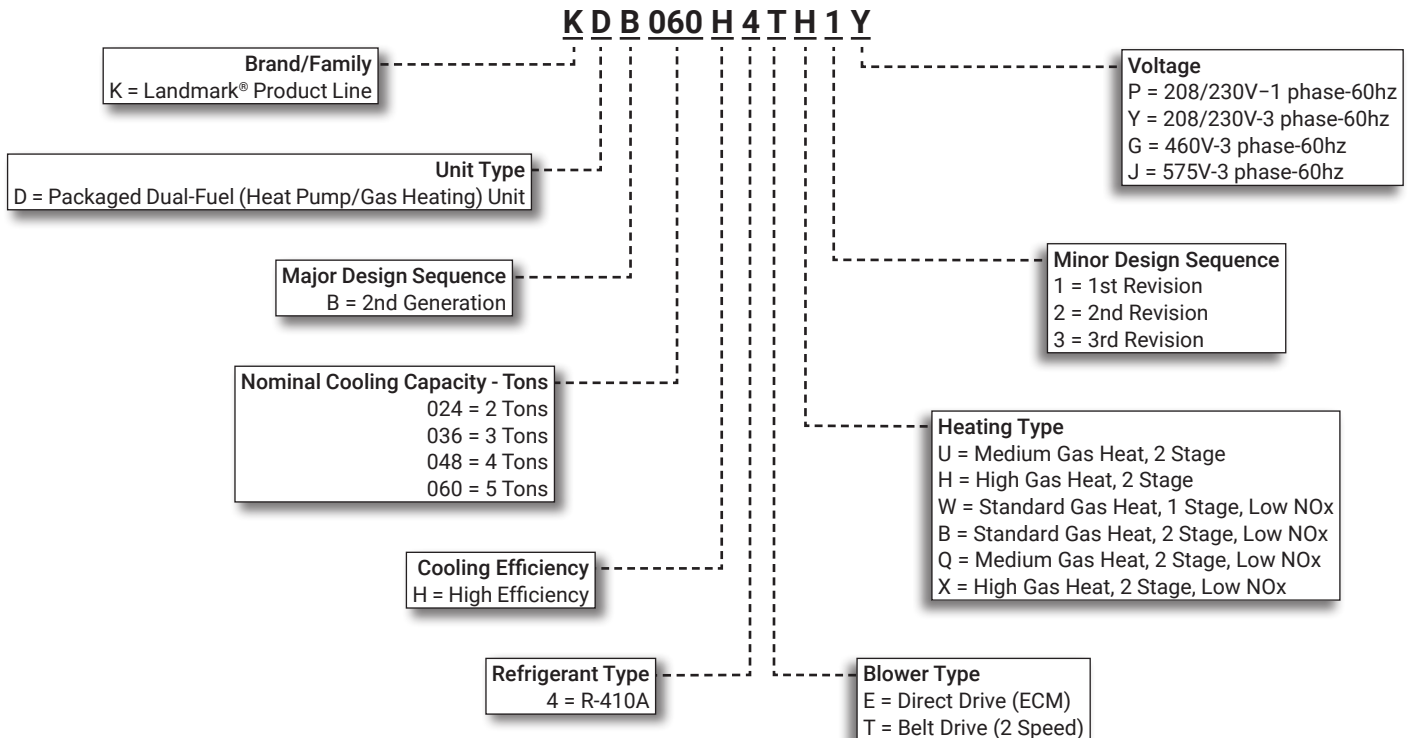 K D B 060 H 4 T H 1 Y
Brand/Family
K = Landmark® Product Line
Unit Type
D = Packaged Dual-Fuel (Heat Pump/Gas Heating) Unit
Major Design Sequence
B = 2nd Generation
Nominal Cooling Capacity - Tons
024 = 2 Tons
036 = 3 Tons
048 = 4 Tons
060 = 5 Tons
Cooling Efficiency
H = High Efficiency
Refrigerant Type
4 = R-410A
Voltage
P = 208/230V–1 phase-60hz
Y = 208/230V-3 phase-60hz
G = 460V-3 phase-60hz
J = 575V-3 phase-60hz
Minor Design Sequence
1 = 1st Revision
2 = 2nd Revision
3 = 3rd Revision
Heating Type
U = Medium Gas Heat, 2 Stage
H = High Gas Heat, 2 Stage
W = Standard Gas Heat, 1 Stage, Low NOx
B = Standard Gas Heat, 2 Stage, Low NOx
Q = Medium Gas Heat, 2 Stage, Low NOx
X = High Gas Heat, 2 Stage, Low NOx
Blower Type
E = Direct Drive (ECM)
T = Belt Drive (2 Speed)